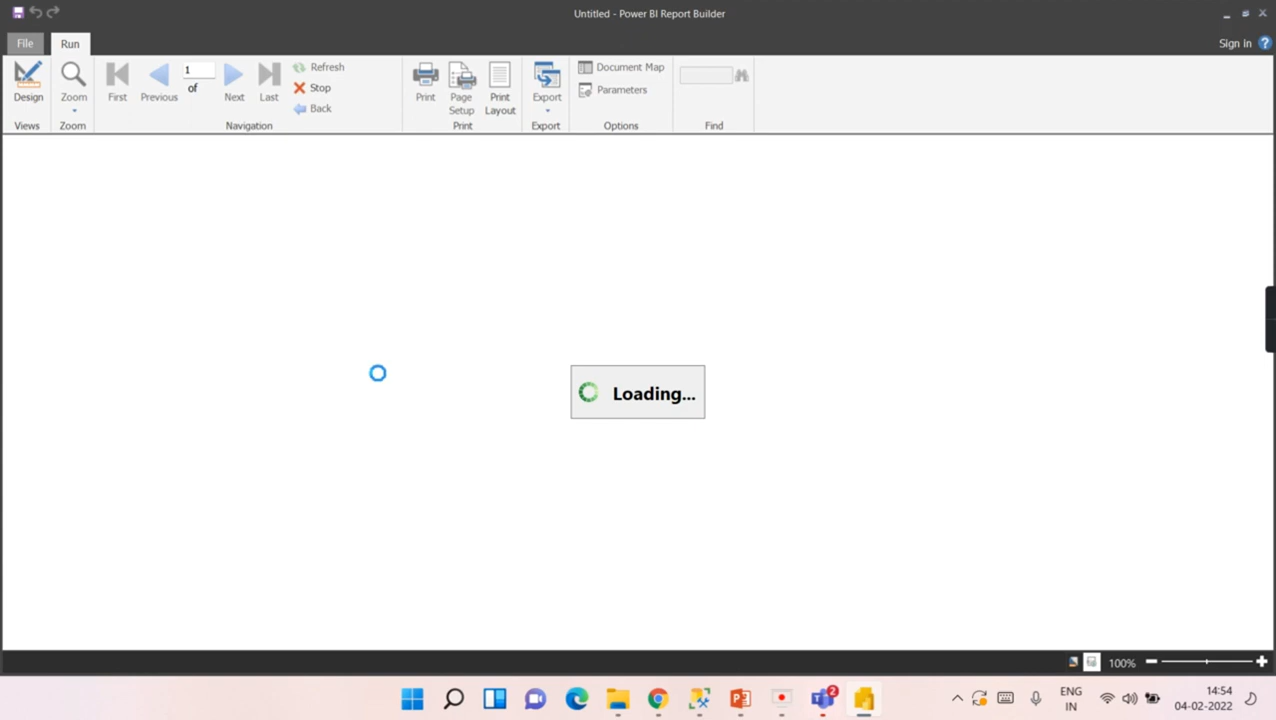 Untitled - Power BI Report Builder
File
Run
Sign in
Design
Views
Zoom
Zoom
First
Previous
1
of
Next
Last
Refresh
Stop
Back
Navigation
Print
Page Setup
Print Layout
Print
Export
Export
Document Map
Parameters
Options
Find
Loading...
100%
2
ENG
IN
14:54
04-02-2022